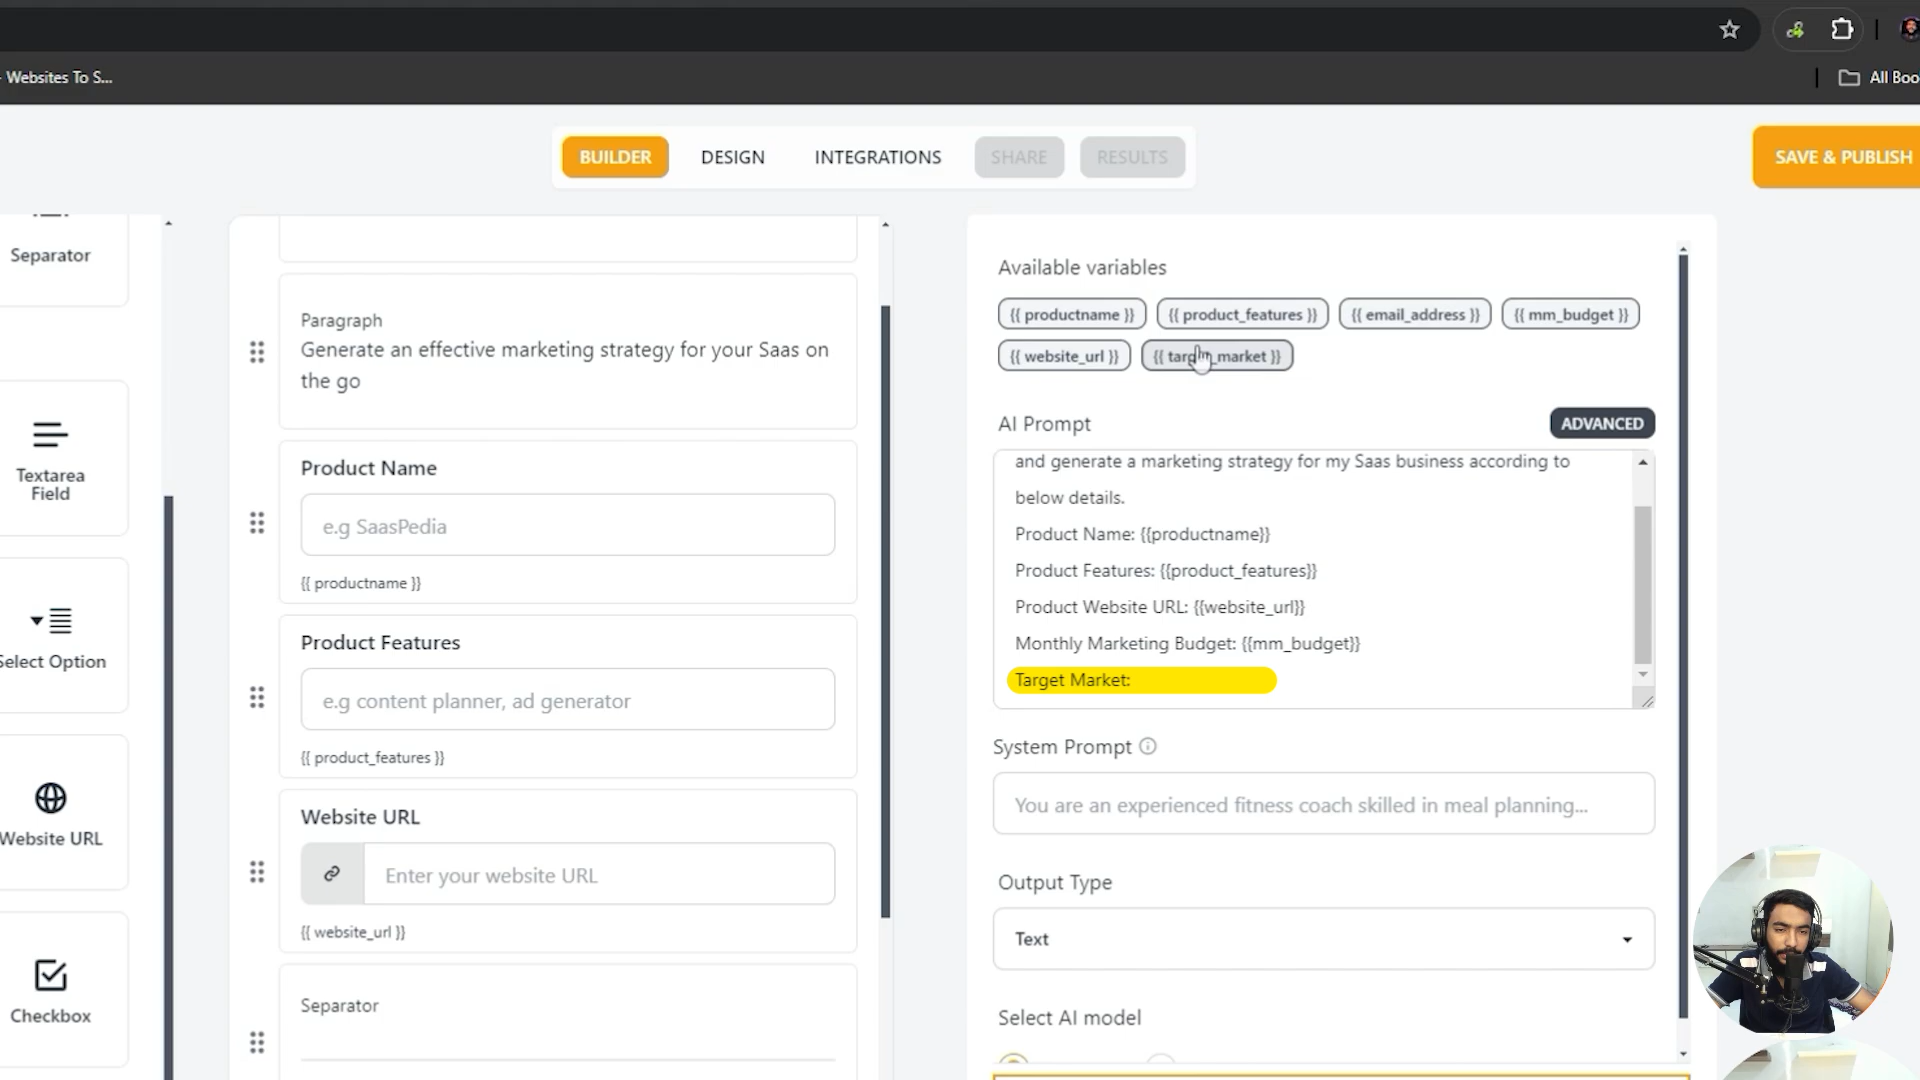 - Websites To S...
All Boo
BUILDER
DESIGN
INTEGRATIONS
SHARE
RESULTS
SAVE & PUBLISH
Separator
Textarea
Field
Select Option
Website URL
Checkbox
Paragraph
Generate an effective marketing strategy for your Saas on
the go
Product Name
e.g SaasPedia
{{ productname }}
Product Features
e.g content planner, ad generator
{{ product_features }}
Website URL
Enter your website URL
{{ website_url }}
Separator
Available variables
{{ productname }} {{ product_features }} {{ email_address }} {{ mm_budget }}
{{ website_url }} {{ target_market }}
AI Prompt
ADVANCED
and generate a marketing strategy for my Saas business according to
below details.
Product Name: {{productname}}
Product Features: {{product_features}}
Product Website URL: {{website_url}}
Monthly Marketing Budget: {{mm_budget}}
Target Market:
System Prompt
You are an experienced fitness coach skilled in meal planning...
Output Type
Text
Select AI model